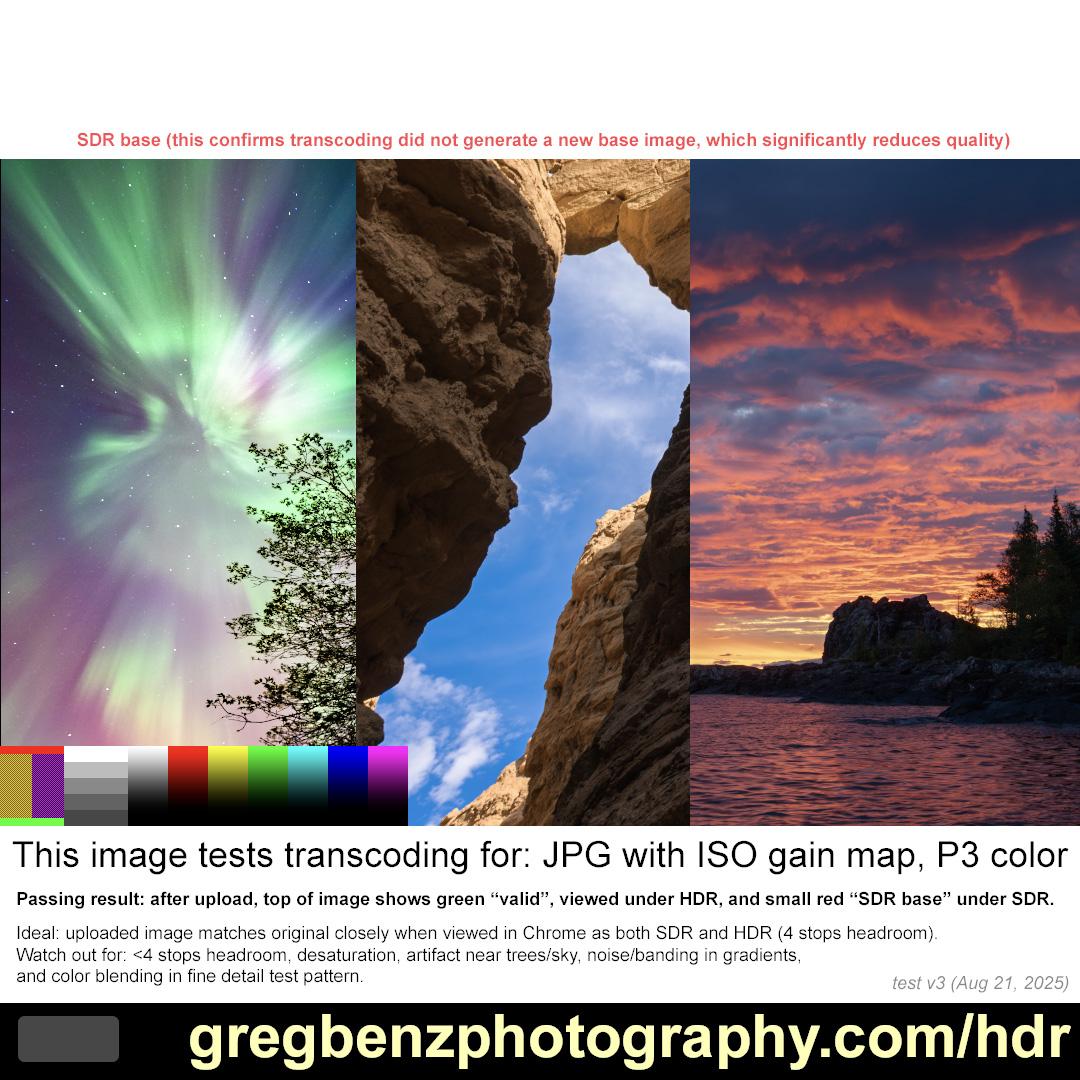 SDR base (this confirms transcoding did not generate a new base image, which significantly reduces quality)
This image tests transcoding for: JPG with ISO gain map, P3 color
Passing result: after upload, top of image shows green “valid”, viewed under HDR, and small red “SDR base” under SDR.
Ideal: uploaded image matches original closely when viewed in Chrome as both SDR and HDR (4 stops headroom).
Watch out for: <4 stops headroom, desaturation, artifact near trees/sky, noise/banding in gradients,
and color blending in fine detail test pattern.
test v3 (Aug 21, 2025)
gregbenzphotography.com/hdr